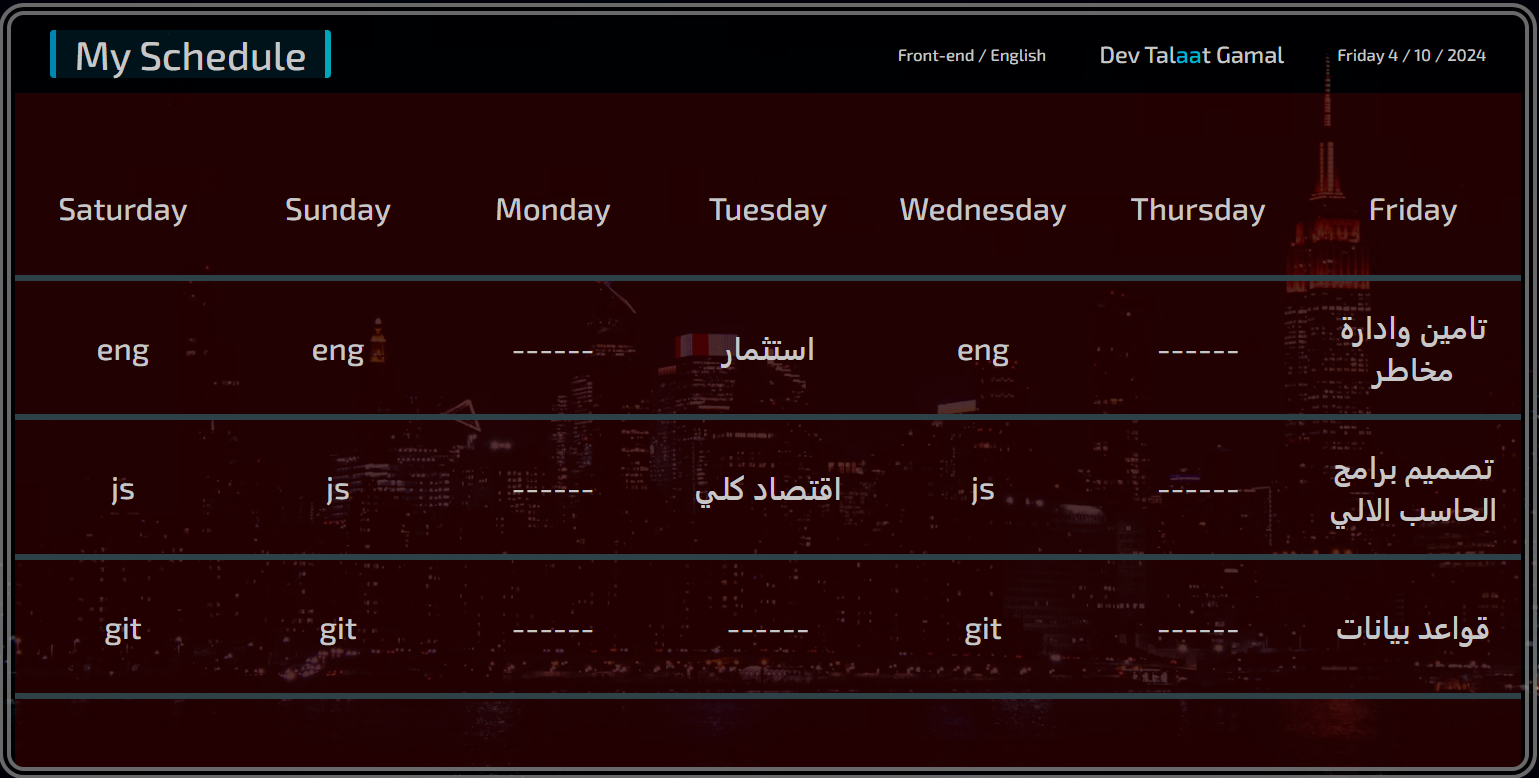 My Schedule
Front-end / English
Dev Talaat Gamal
Friday 4 / 10 / 2024
Saturday Sunday Monday Tuesday Wednesday Thursday Friday
eng eng ------ استثمار eng ------ تامين وادارة
مخاطر
js js ------ اقتصاد كلي js ------ تصميم برامج
الحاسب الالي
git git ------ ------ git ------ قواعد بيانات